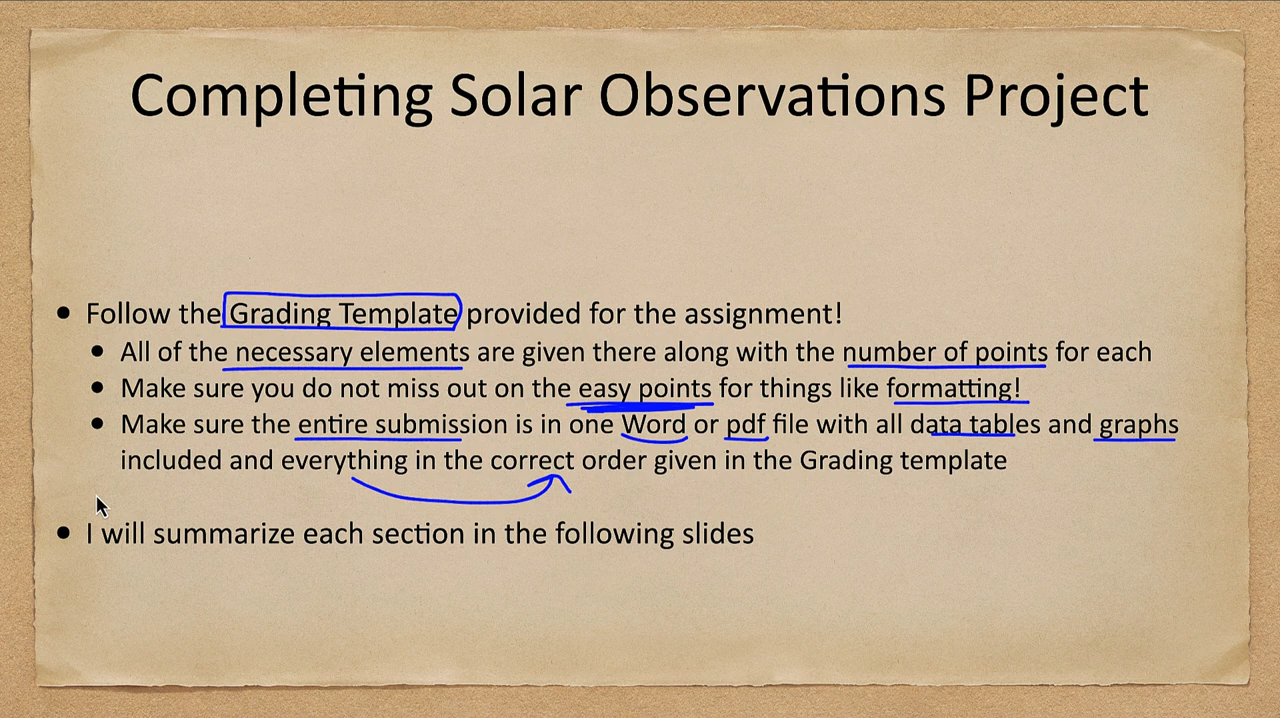 Completing Solar Observations Project
• Follow the Grading Template provided for the assignment!
• All of the necessary elements are given there along with the number of points for each
• Make sure you do not miss out on the easy points for things like formatting!
• Make sure the entire submission is in one Word or pdf file with all data tables and graphs
included and everything in the correct order given in the Grading template
• I will summarize each section in the following slides